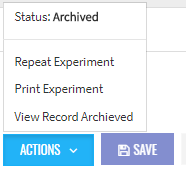 Status: Archived
Repeat Experiment
Print Experiment
View Record Archieved
ACTIONS
SAVE